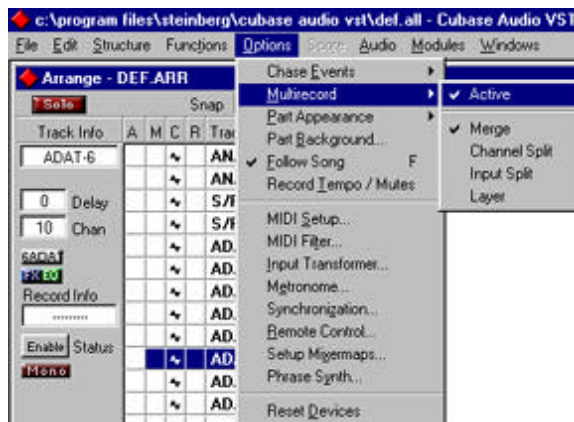 c:\program files\steinberg\cubase audio vst\def.all - Cubase Audio VST
File Edit Structure Functions Options Score Audio Modules Windows
Arrange - DEF.ARR
Solo Snap
Track Info A M C R Trac
ADAT-6
0 Delay
10 Chan
FX EQ
Record Info
Enable Status
Mono
AN.
AN.
S/F
S/F
AD.
AD.
AD.
AD.
AD.
AD.
AD.
AD.
Chase Events
Multirecord
Part Appearance
Part Background...
Follow Song F
Record Tempo / Mutes
MIDI Setup...
MIDI Filter...
Input Transformer...
Metronome...
Synchronization...
Remote Control...
Setup Mixermaps...
Phrase Synth...
Reset Devices
Active
Merge
Channel Split
Input Split
Layer